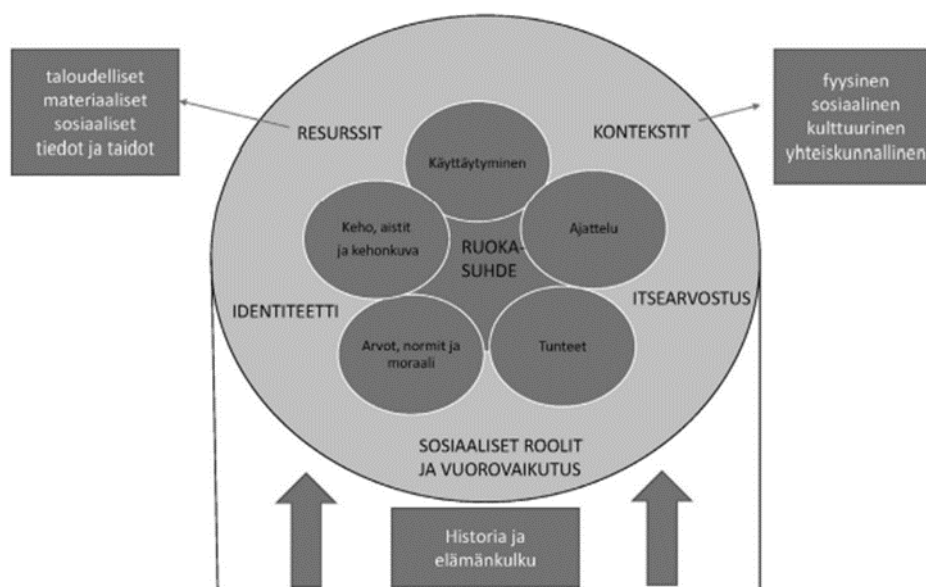 taloudelliset
materiaaliset
sosiaaliset
tiedot ja taidot
fyysinen
sosiaalinen
kulttuurinen
yhteiskunnallinen
RESURSSIT
KONTEKSTIT
Käyttäytyminen
Keho, aistit
ja kehonkuva
Ajattelu
RUOKA-
SUHDE
IDENTITEETTI
ITSEARVOSTUS
Arvot, normit ja
moraali
Tunteet
SOSIAALISET ROOLIT
JA VUOROVAIKUTUS
Historia ja
elämänkulku